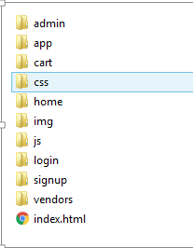 admin
app
cart
css
home
img
js
login
signup
vendors
index.html